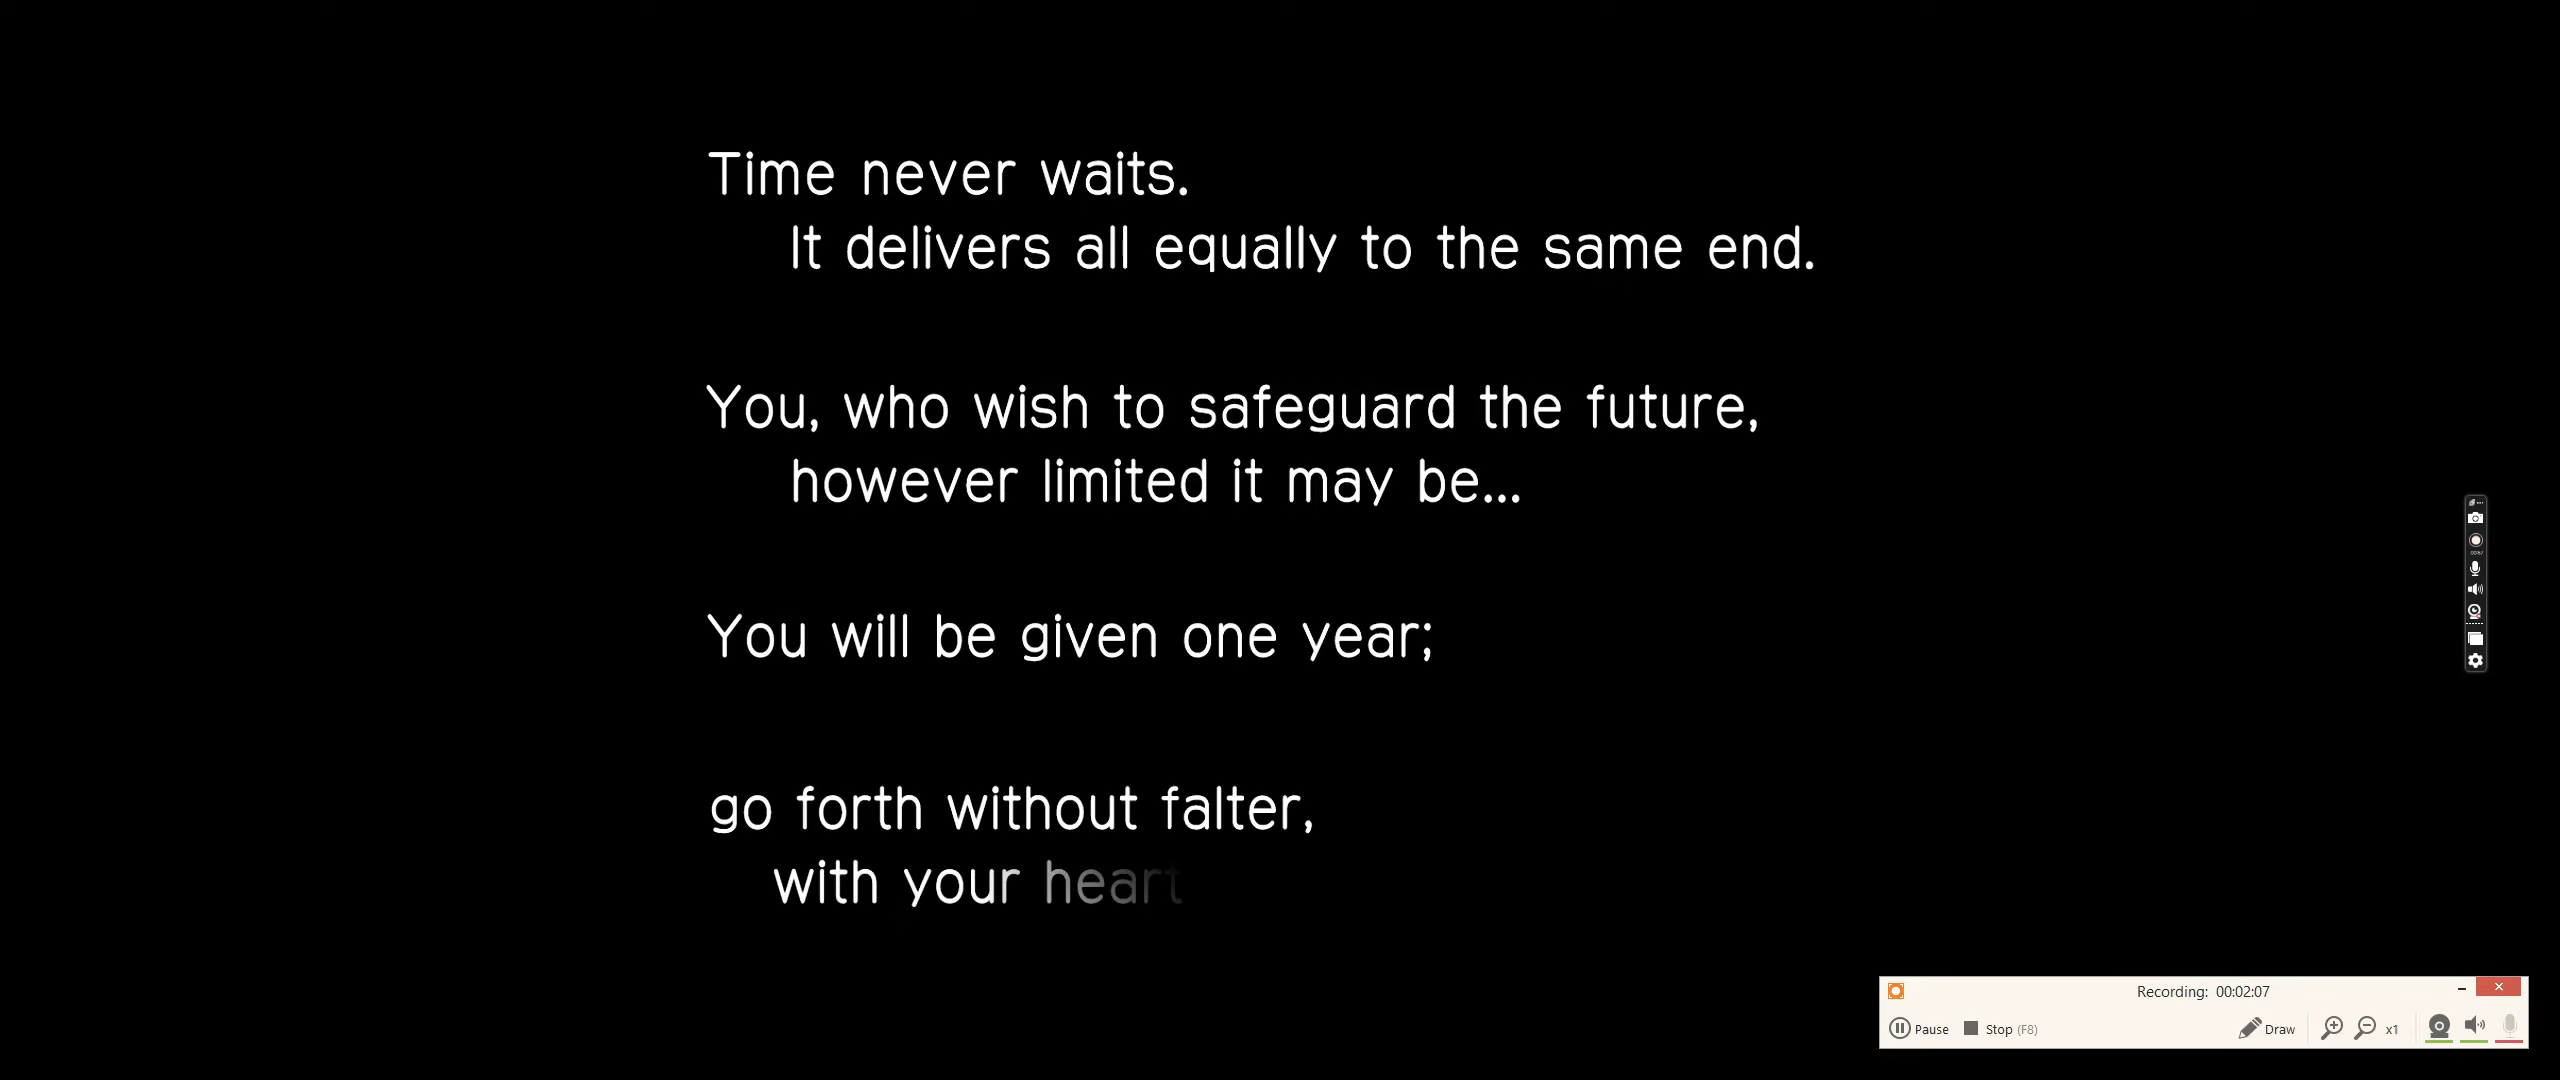 Time never waits.
It delivers all equally to the same end.
You, who wish to safeguard the future,
however limited it may be...
You will be given one year;
go forth without falter,
with your heart
Recording: 00:02:07
Pause Stop (F8) Draw x1